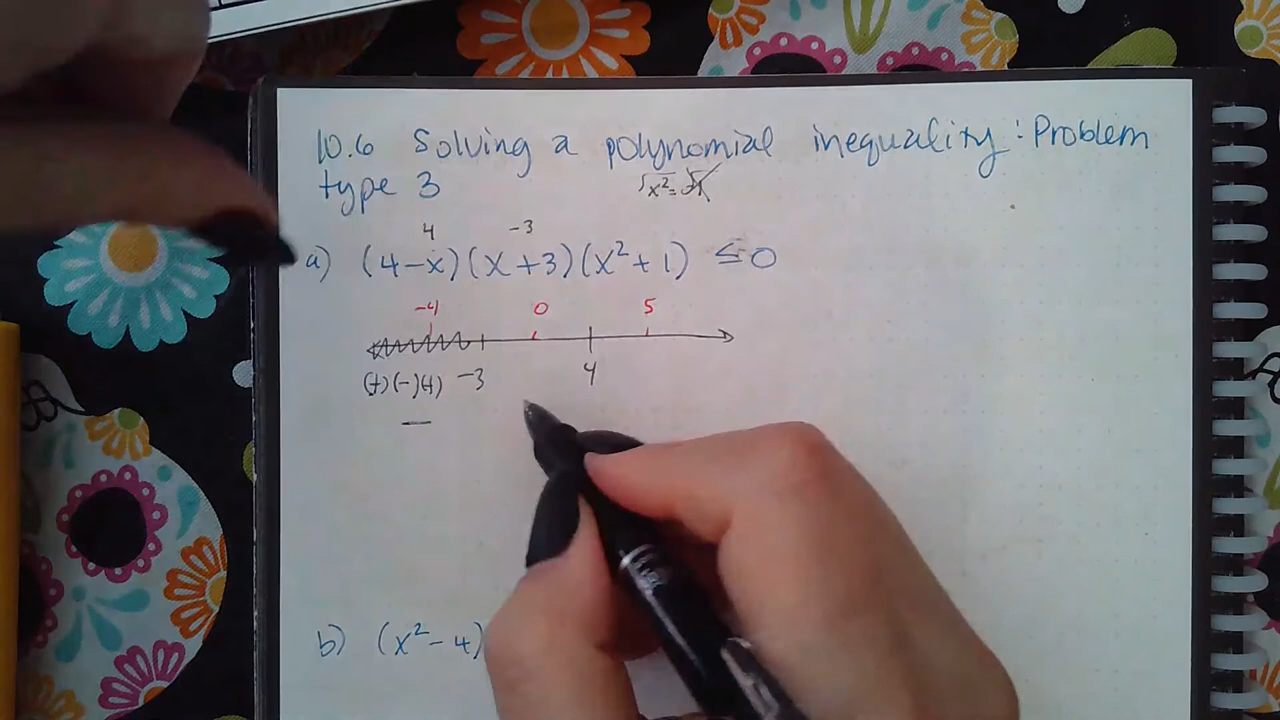 10.6 Solving a polynomial inequality: Problem
type 3
√x² = √-1
4 -3
a) (4-x)(x+3)(x²+1) ≤ 0
-4 0 5
(+)(-)(+) -3 4
—
b) (x²-4)